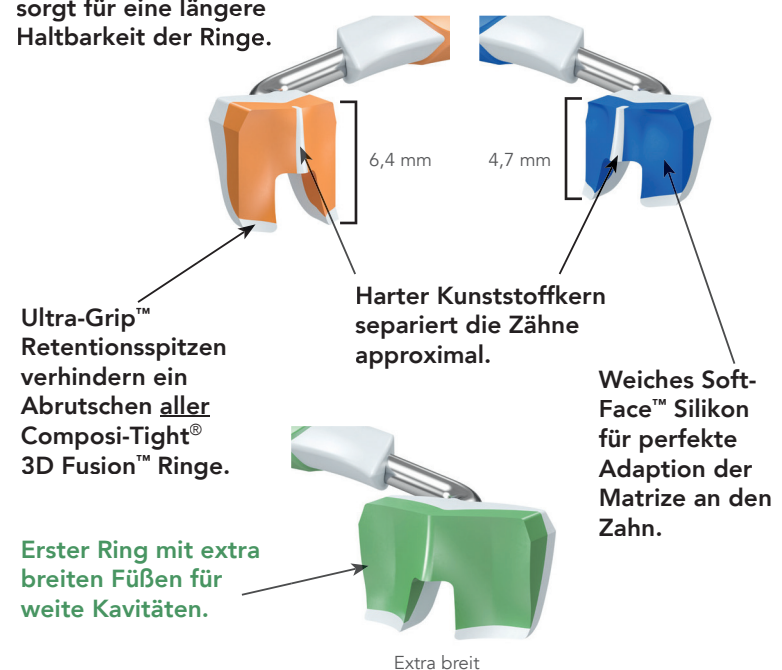 sorgt für eine längere
Haltbarkeit der Ringe.
6,4 mm
4,7 mm
Ultra-Grip™
Retentionsspitzen
verhindern ein
Abrutschen aller
Composi-Tight®
3D Fusion™ Ringe.
Harter Kunststoffkern
separiert die Zähne
approximal.
Weiches Soft-
Face™ Silikon
für perfekte
Adaption der
Matrize an den
Zahn.
Erster Ring mit extra
breiten Füßen für
weite Kavitäten.
Extra breit